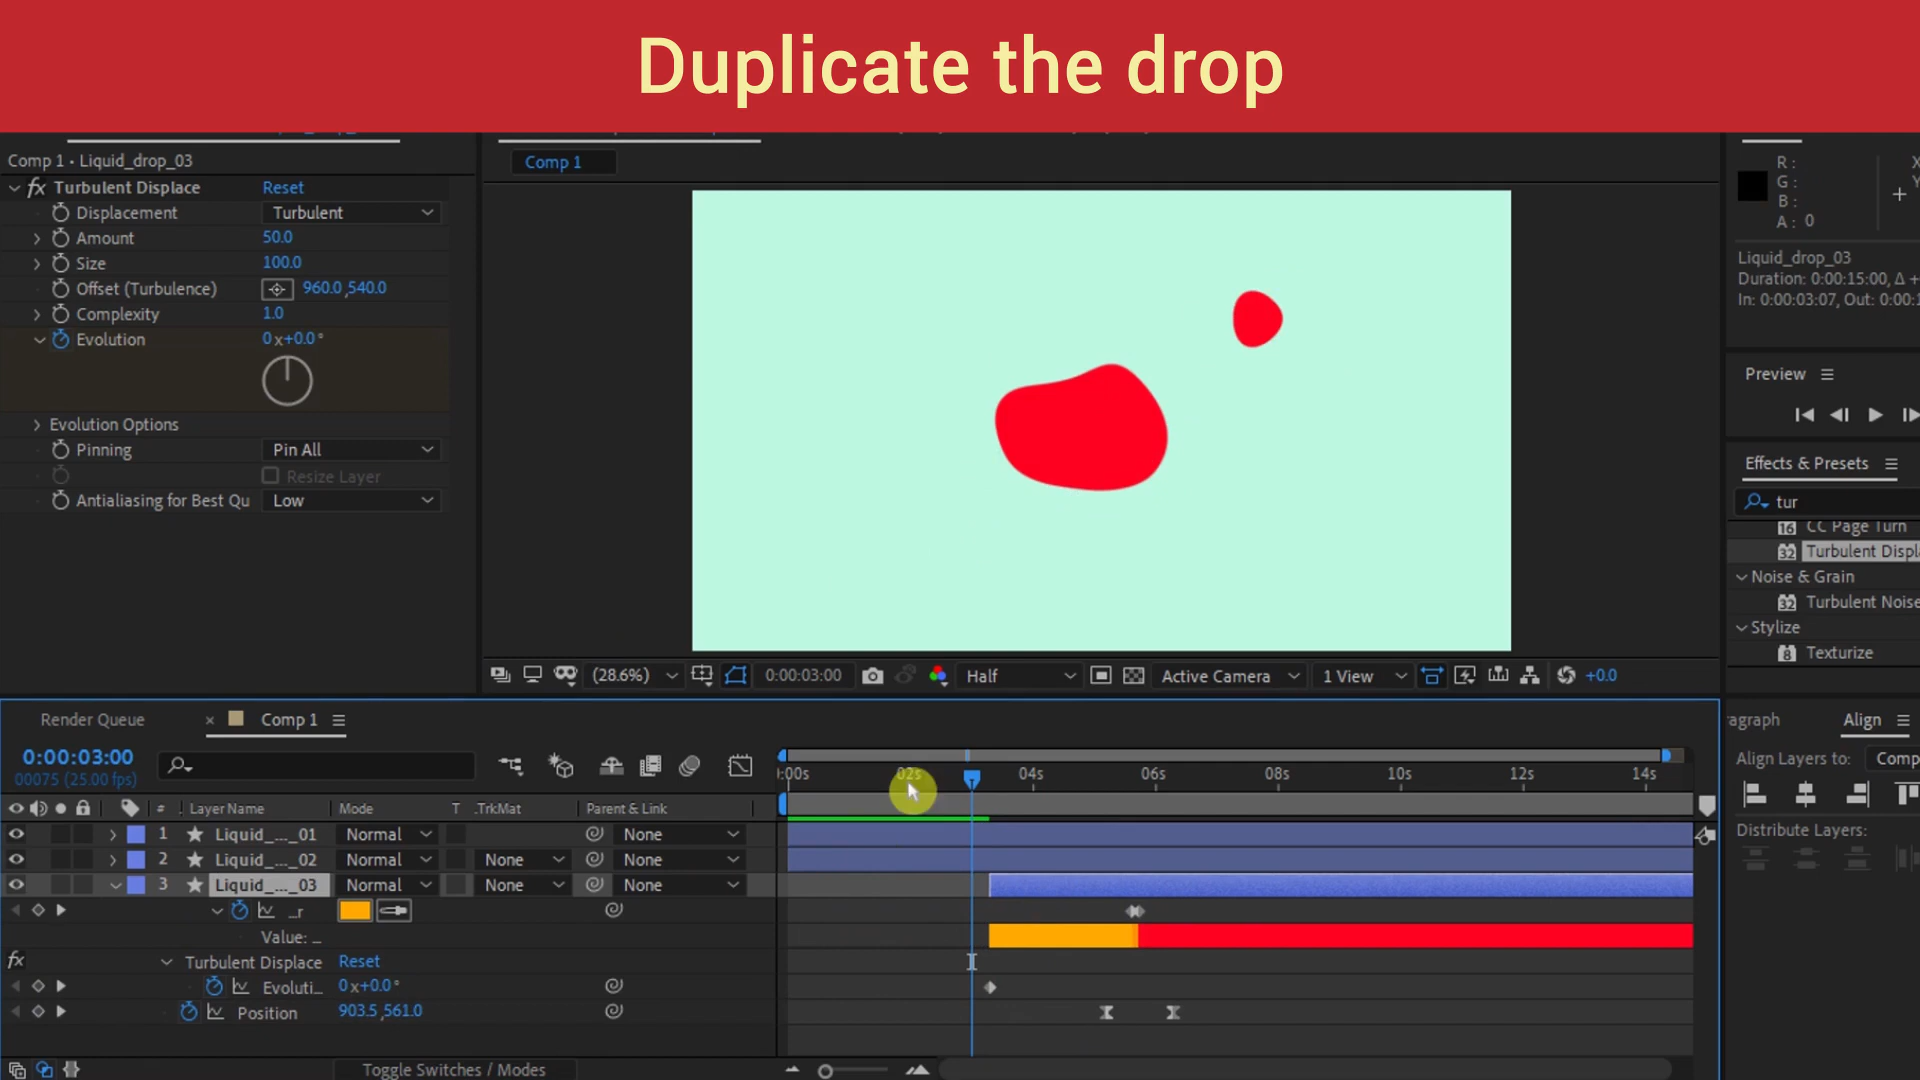 Duplicate the drop
Comp 1 • Liquid_drop_03
fx Turbulent Displace Reset
Displacement Turbulent
Amount 50.0
Size 100.0
Offset (Turbulence) 960.0,540.0
Complexity 1.0
Evolution 0x+0.0°
Evolution Options
Pinning Pin All
Resize Layer
Antialiasing for Best Qu Low
Comp 1
(28.6%) 0:00:03:00 Half Active Camera 1 View +0.0
R:
G:
B:
A: 0
X
Y
Liquid_drop_03
Duration: 0:00:15:00, Δ +
In: 0:00:03:07, Out: 0:00:1
Preview
Effects & Presets
tur
16 CC Page Turn
32 Turbulent Displ
Noise & Grain
32 Turbulent Noise
Stylize
8 Texturize
agraph Align
Align Layers to: Comp
Distribute Layers:
Render Queue × Comp 1
0:00:03:00
00075 (25.00 fps)
:00s 02s 04s 06s 08s 10s 12s 14s
# Layer Name Mode T .TrkMat Parent & Link
1 Liquid_..._01 Normal None
2 Liquid_..._02 Normal None None
3 Liquid_..._03 Normal None None
_r
Value: ...
fx Turbulent Displace Reset
Evoluti... 0x+0.0°
Position 903.5,561.0
Toggle Switches / Modes